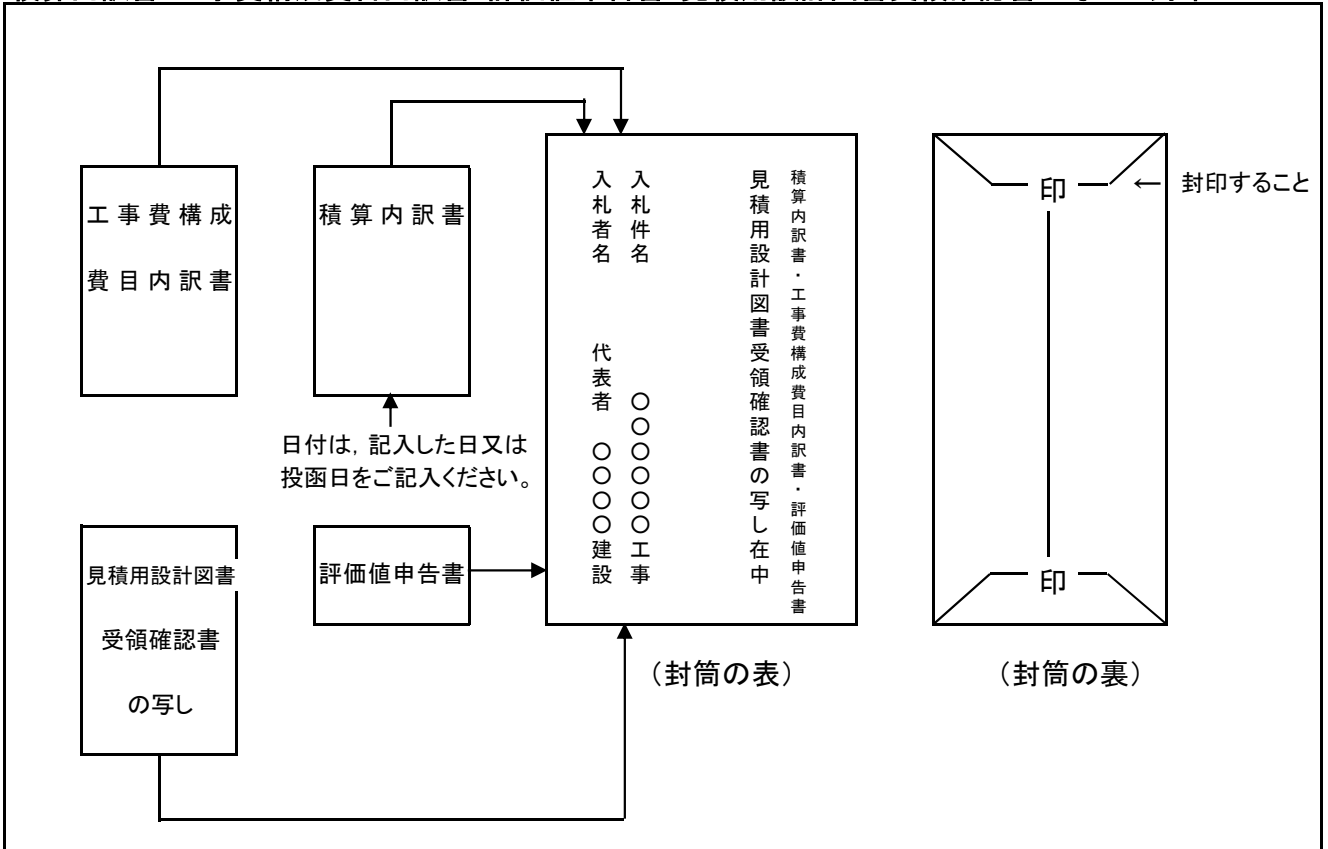 工事費構成
費目内訳書
積算内訳書
日付は，記入した日又は
投函日をご記入ください。
見積用設計図書
受領確認書
の写し
評価値申告書
積算内訳書・工事費構成費目内訳書・評価値申告書
見積用設計図書受領確認書の写し在中
入札件名　〇〇〇〇〇〇工事
入札者名　代表者　〇〇〇〇建設
（封筒の表）
印
← 封印すること
印
（封筒の裏）